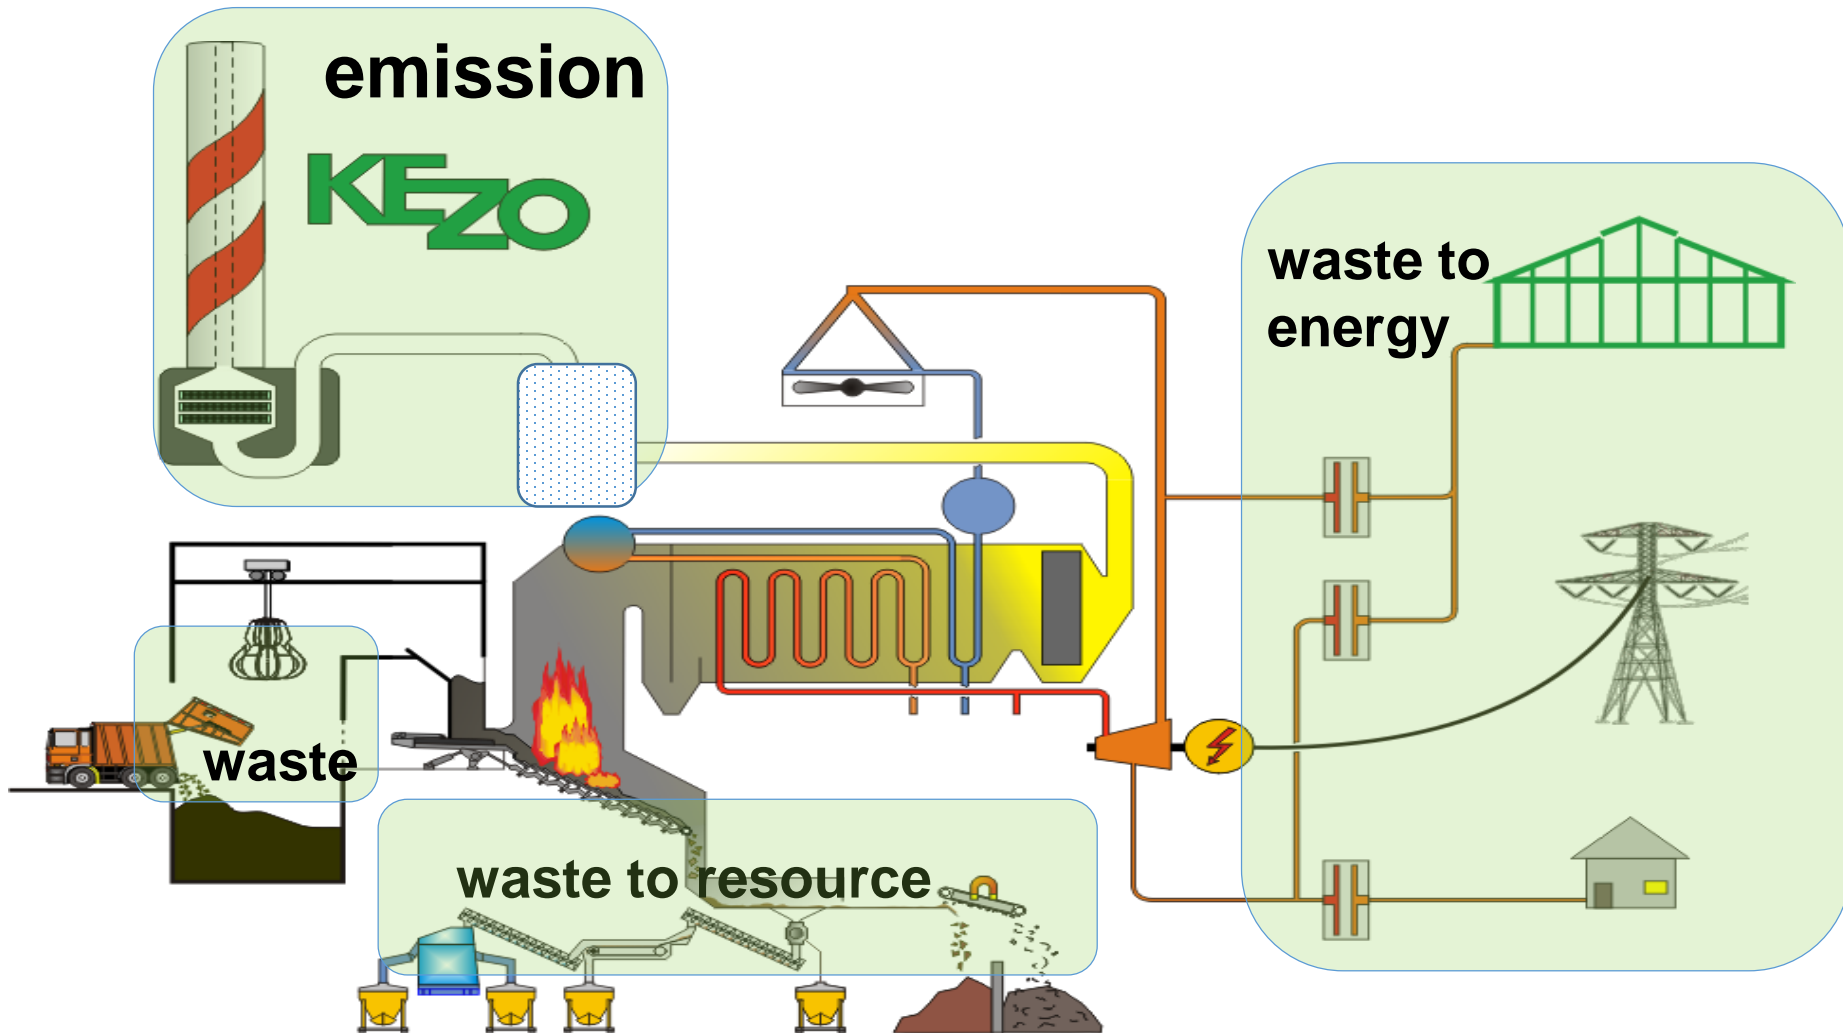 emission
KEZO
waste to
energy
waste
waste to resource